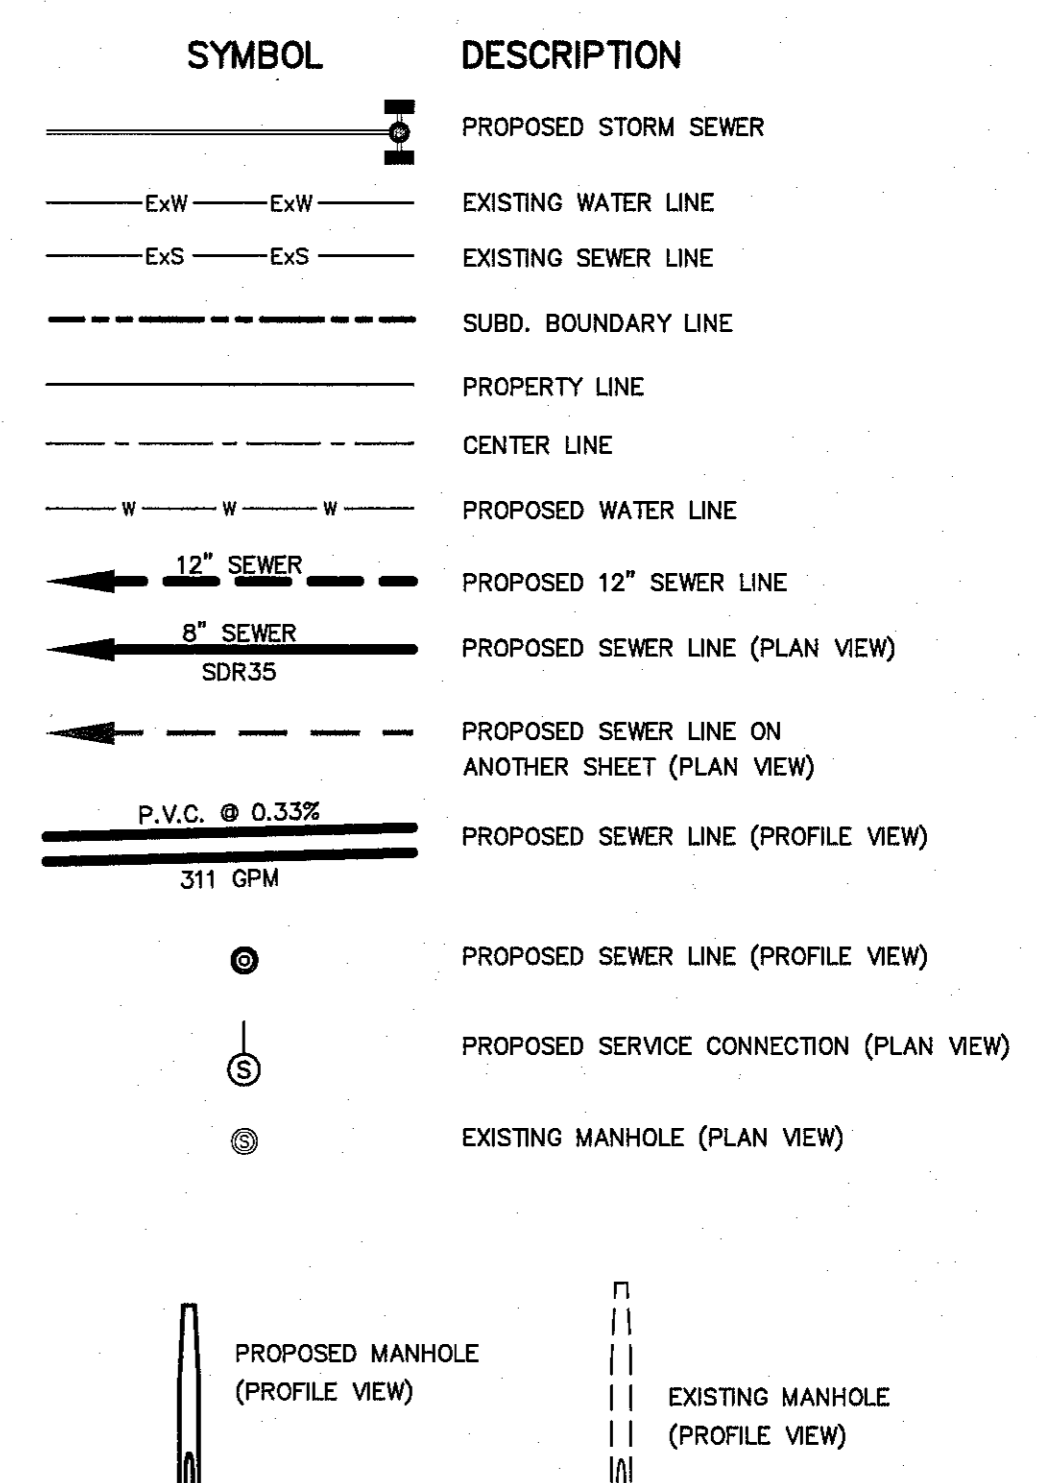 SYMBOL DESCRIPTION
PROPOSED STORM SEWER
ExW ExW EXISTING WATER LINE
ExS ExS EXISTING SEWER LINE
SUBD. BOUNDARY LINE
PROPERTY LINE
CENTER LINE
W W W PROPOSED WATER LINE
12" SEWER
PROPOSED 12" SEWER LINE
8" SEWER
PROPOSED SEWER LINE (PLAN VIEW)
SDR35
PROPOSED SEWER LINE ON
ANOTHER SHEET (PLAN VIEW)
P.V.C. @ 0.33%
PROPOSED SEWER LINE (PROFILE VIEW)
311 GPM
PROPOSED SEWER LINE (PROFILE VIEW)
S PROPOSED SERVICE CONNECTION (PLAN VIEW)
S EXISTING MANHOLE (PLAN VIEW)
PROPOSED MANHOLE
(PROFILE VIEW)
EXISTING MANHOLE
(PROFILE VIEW)